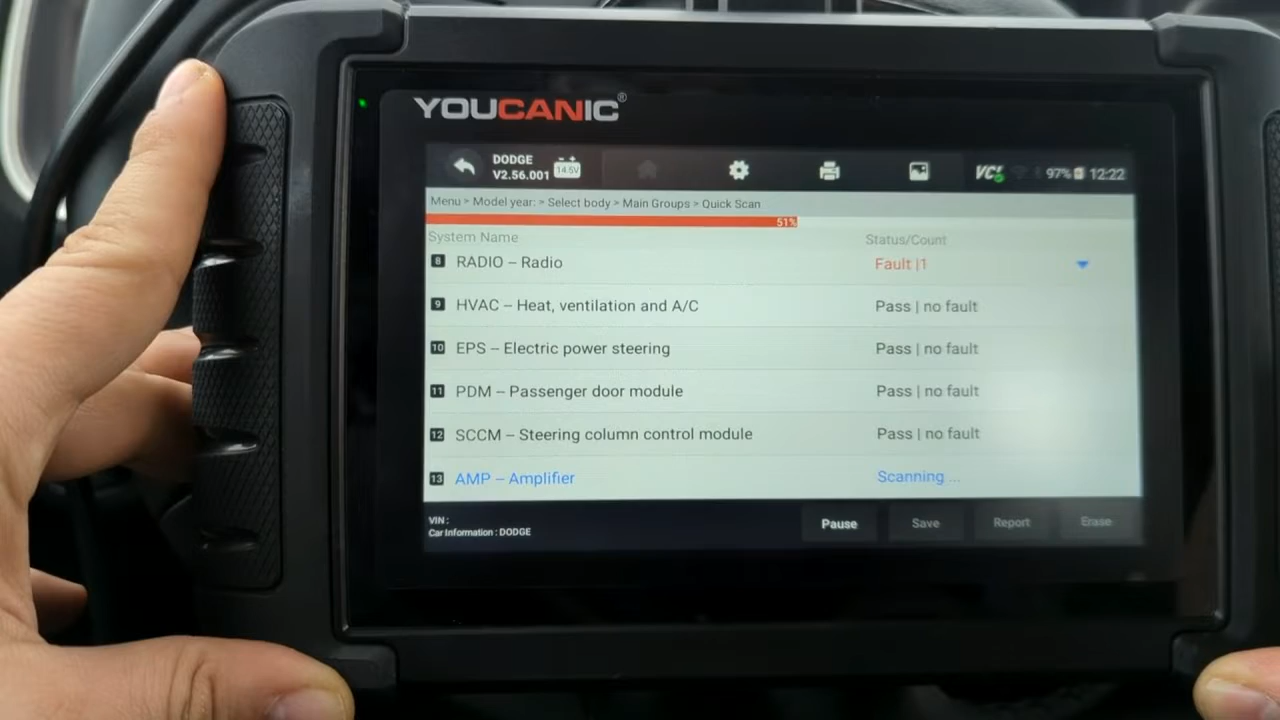 YOUCANIC®
DODGE
V2.56.001
14.5V
VCI
97%
12:22
Menu > Model year: > Select body > Main Groups > Quick Scan
51%
System Name Status/Count
8 RADIO – Radio Fault |1
9 HVAC – Heat, ventilation and A/C Pass | no fault
10 EPS – Electric power steering Pass | no fault
11 PDM – Passenger door module Pass | no fault
12 SCCM – Steering column control module Pass | no fault
13 AMP – Amplifier Scanning ...
VIN :
Car Information : DODGE
Pause Save Report Erase